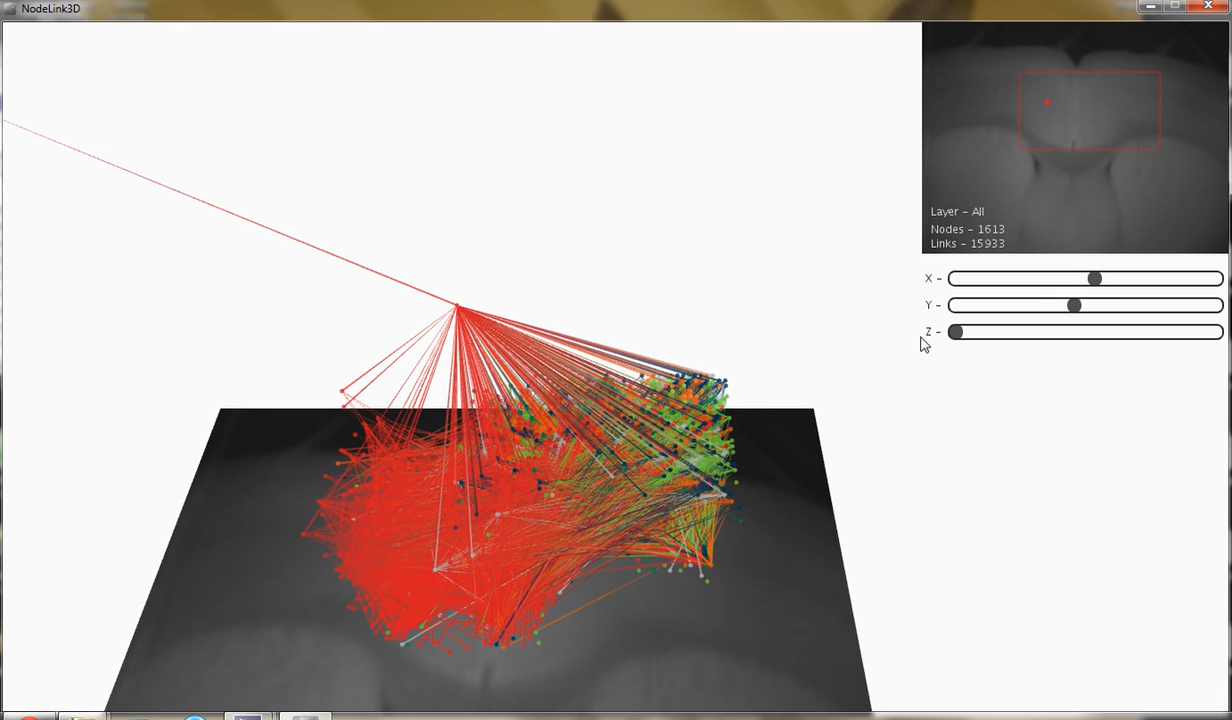 NodeLink3D
Layer - All
Nodes - 1613
Links - 15933
X -
Y -
Z -